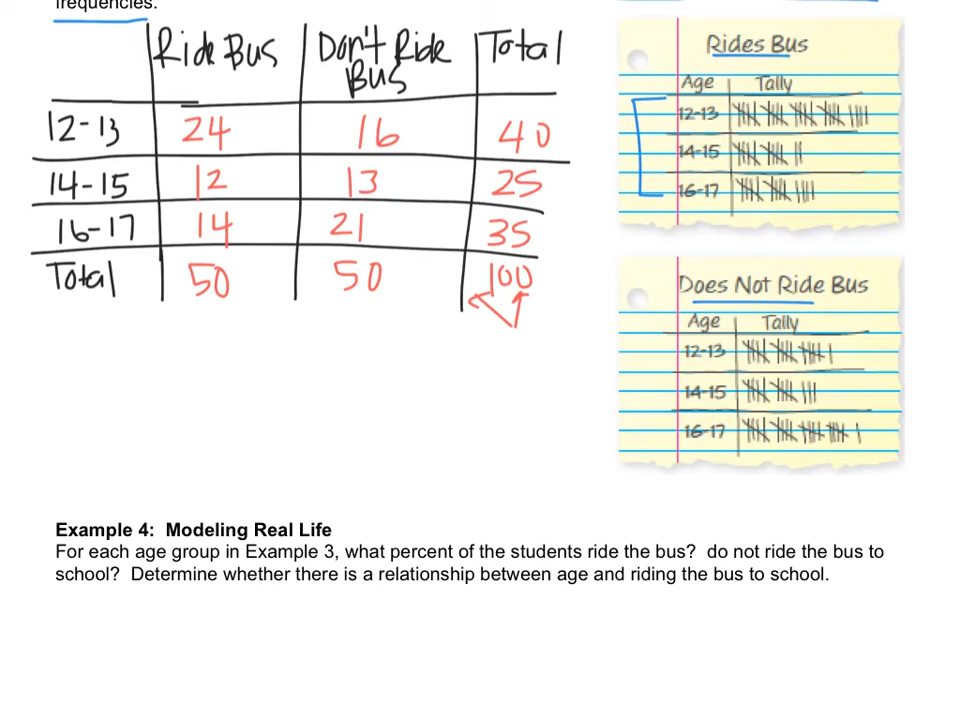 frequencies.
Ride Bus Don't Ride Bus Total
12-13 24 16 40
14-15 12 13 25
16-17 14 21 35
Total 50 50 100
Rides Bus
Age Tally
12-13
14-15
16-17
Does Not Ride Bus
Age Tally
12-13
14-15
16-17
Example 4: Modeling Real Life
For each age group in Example 3, what percent of the students ride the bus? do not ride the bus to
school? Determine whether there is a relationship between age and riding the bus to school.